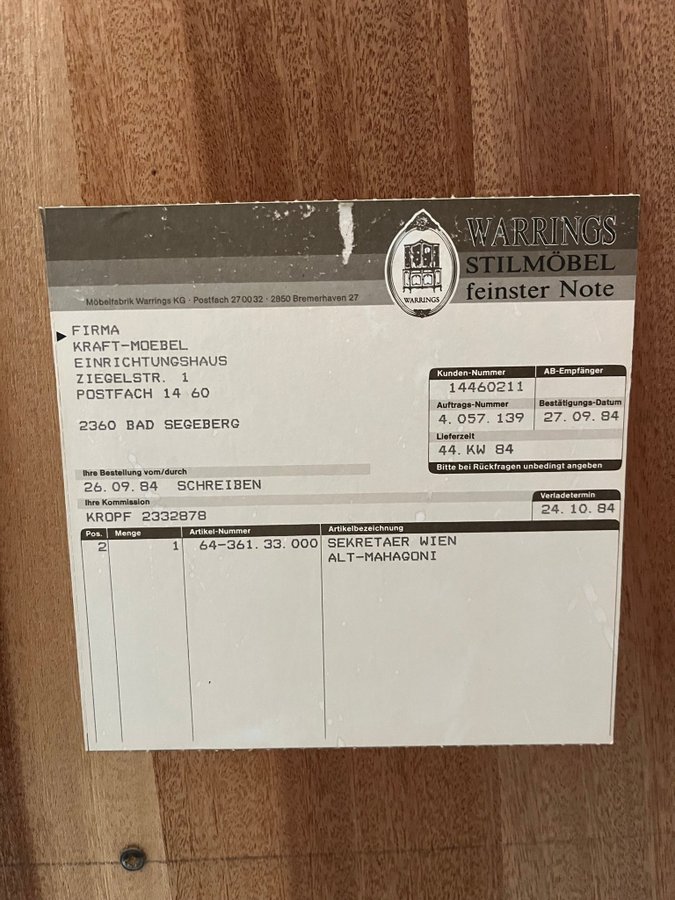 WARRINGS
STILMÖBEL
feinster Note
WARRINGS
Möbelfabrik Warrings KG · Postfach 270032 · 2850 Bremerhaven 27
FIRMA
KRAFT-MOEBEL
EINRICHTUNGSHAUS
ZIEGELSTR. 1
POSTFACH 14 60
2360 BAD SEGEBERG
Kunden-Nummer AB-Empfänger
14460211
Auftrags-Nummer Bestätigungs-Datum
4.057.139 27.09.84
Lieferzeit
44. KW 84
Bitte bei Rückfragen unbedingt angeben
Ihre Bestellung vom/durch
26.09.84 SCHREIBEN
Ihre Kommission
KROPF 2332878
Verladetermin
24.10.84
Pos. Menge Artikel-Nummer Artikelbezeichnung
2 1 64-361.33.000 SEKRETAER WIEN
ALT-MAHAGONI